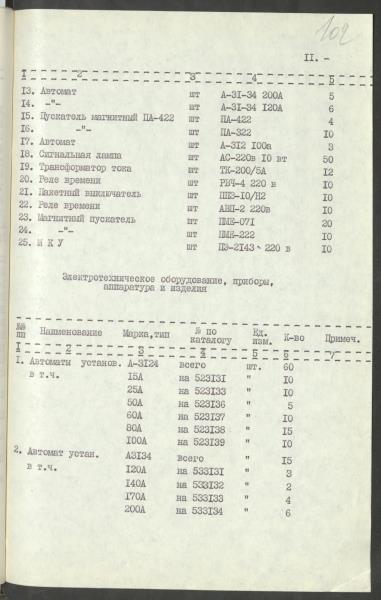 102
II. -
I 2 3 4 5
13. Автомат шт А-31-34 200А 5
14. -"- шт А-31-34 120А 6
15. Пускатель магнитный ПА-422 шт ПА-422 4
16. -"- шт ПА-322 10
17. Автомат шт А-312 100а 3
18. Сигнальная лампа шт АС-220в 10 вт 50
19. Трансформатор тока шт ТК-200/5А 12
20. Реле времени шт РВЧ-4 220 в 10
21. Пакетный выключатель шт ППЕЗ-10/Н2 10
22. Реле времени шт АВП-2 220в 10
23. Магнитный пускатель шт ПМЕ-071 20
24. -"- шт ПМЕ-222 10
25. М К У шт ПЭ-2143- 220 в 10
Электротехническое оборудование, приборы,
аппаратура и изделия
№№ пп Наименование Марка,тип № по каталогу Ед. изм. К-во Примеч.
I 2 3 4 5 6 7
1. Автомати установ. А-3124 всего шт. 60
в т.ч. 15А на 523131 " 10
25А на 523133 " 10
50А на 523136 " 5
60А на 523137 " 10
80А на 523138 " 15
100А на 523139 " 10
2. Автомат устан. А3134 всего " 15
в т.ч. 120А на 533131 " 3
140А на 533132 " 2
170А на 533133 " 4
200А на 533134 " 6